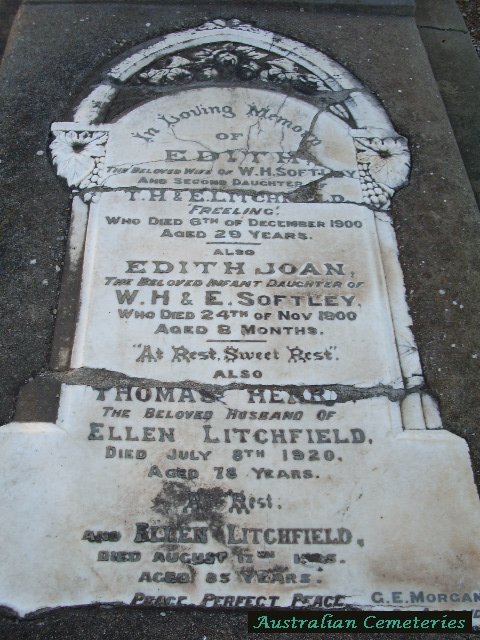 In Loving Memory
OF
EDITH,
THE BELOVED WIFE OF W.H. SOFTLEY
AND SECOND DAUGHTER
T.H & E. LITCHFIELD
"FREELING".
WHO DIED 6TH OF DECEMBER 1900
AGED 29 YEARS.
ALSO
EDITH JOAN,
THE BELOVED INFANT DAUGHTER OF
W.H & E. SOFTLEY,
WHO DIED 24TH OF NOV 1900
AGED 8 MONTHS.
"At Rest, Sweet Rest".
ALSO
THOMAS HENRY
THE BELOVED HUSBAND OF
ELLEN LITCHFIELD.
DIED JULY 8TH 1920.
AGED 78 YEARS.
At Rest.
AND ELLEN LITCHFIELD,
DIED AUGUST
AGED 85 YEARS.
PEACE, PERFECT PEACE
G.E. MORGAN
Australian Cemeteries